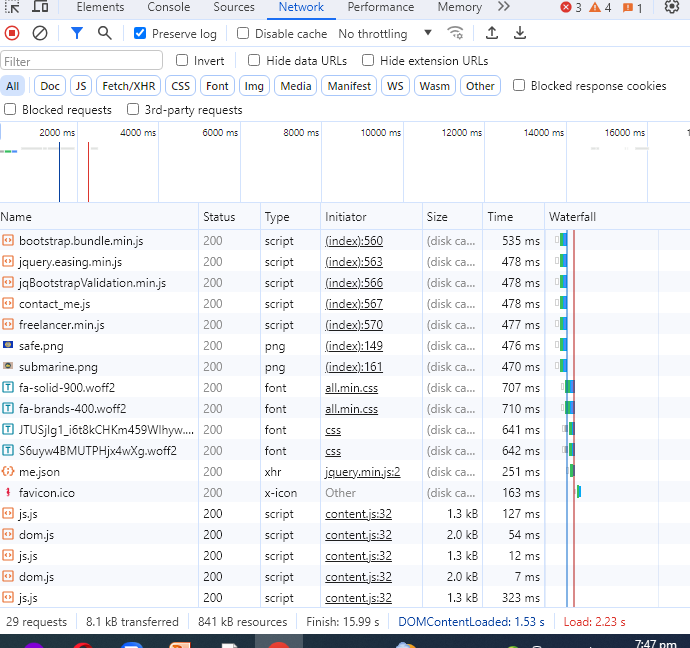 Elements Console Sources Network Performance Memory 3 4 1
Preserve log Disable cache No throttling
Filter Invert Hide data URLs Hide extension URLs
All Doc JS Fetch/XHR CSS Font Img Media Manifest WS Wasm Other Blocked response cookies
Blocked requests 3rd-party requests
2000 ms 4000 ms 6000 ms 8000 ms 10000 ms 12000 ms 14000 ms 16000 ms
Name Status Type Initiator Size Time Waterfall
bootstrap.bundle.min.js 200 script (index):560 (disk ca... 535 ms
jquery.easing.min.js 200 script (index):563 (disk ca... 478 ms
jqBootstrapValidation.min.js 200 script (index):566 (disk ca... 478 ms
contact_me.js 200 script (index):567 (disk ca... 478 ms
freelancer.min.js 200 script (index):570 (disk ca... 477 ms
safe.png 200 png (index):149 (disk ca... 476 ms
submarine.png 200 png (index):161 (disk ca... 470 ms
fa-solid-900.woff2 200 font all.min.css (disk ca... 707 ms
fa-brands-400.woff2 200 font all.min.css (disk ca... 710 ms
JTUSjIg1_i6t8kCHKm459WIhyw.... 200 font css (disk ca... 641 ms
S6uyw4BMUTPHjx4wXg.woff2 200 font css (disk ca... 642 ms
me.json 200 xhr jquery.min.js:2 (disk ca... 251 ms
favicon.ico 200 x-icon Other (disk ca... 163 ms
js.js 200 script content.js:32 1.3 kB 127 ms
dom.js 200 script content.js:32 2.0 kB 54 ms
js.js 200 script content.js:32 1.3 kB 12 ms
dom.js 200 script content.js:32 2.0 kB 7 ms
js.js 200 script content.js:32 1.3 kB 323 ms
29 requests 8.1 kB transferred 841 kB resources Finish: 15.99 s DOMContentLoaded: 1.53 s Load: 2.23 s
7:47 pm